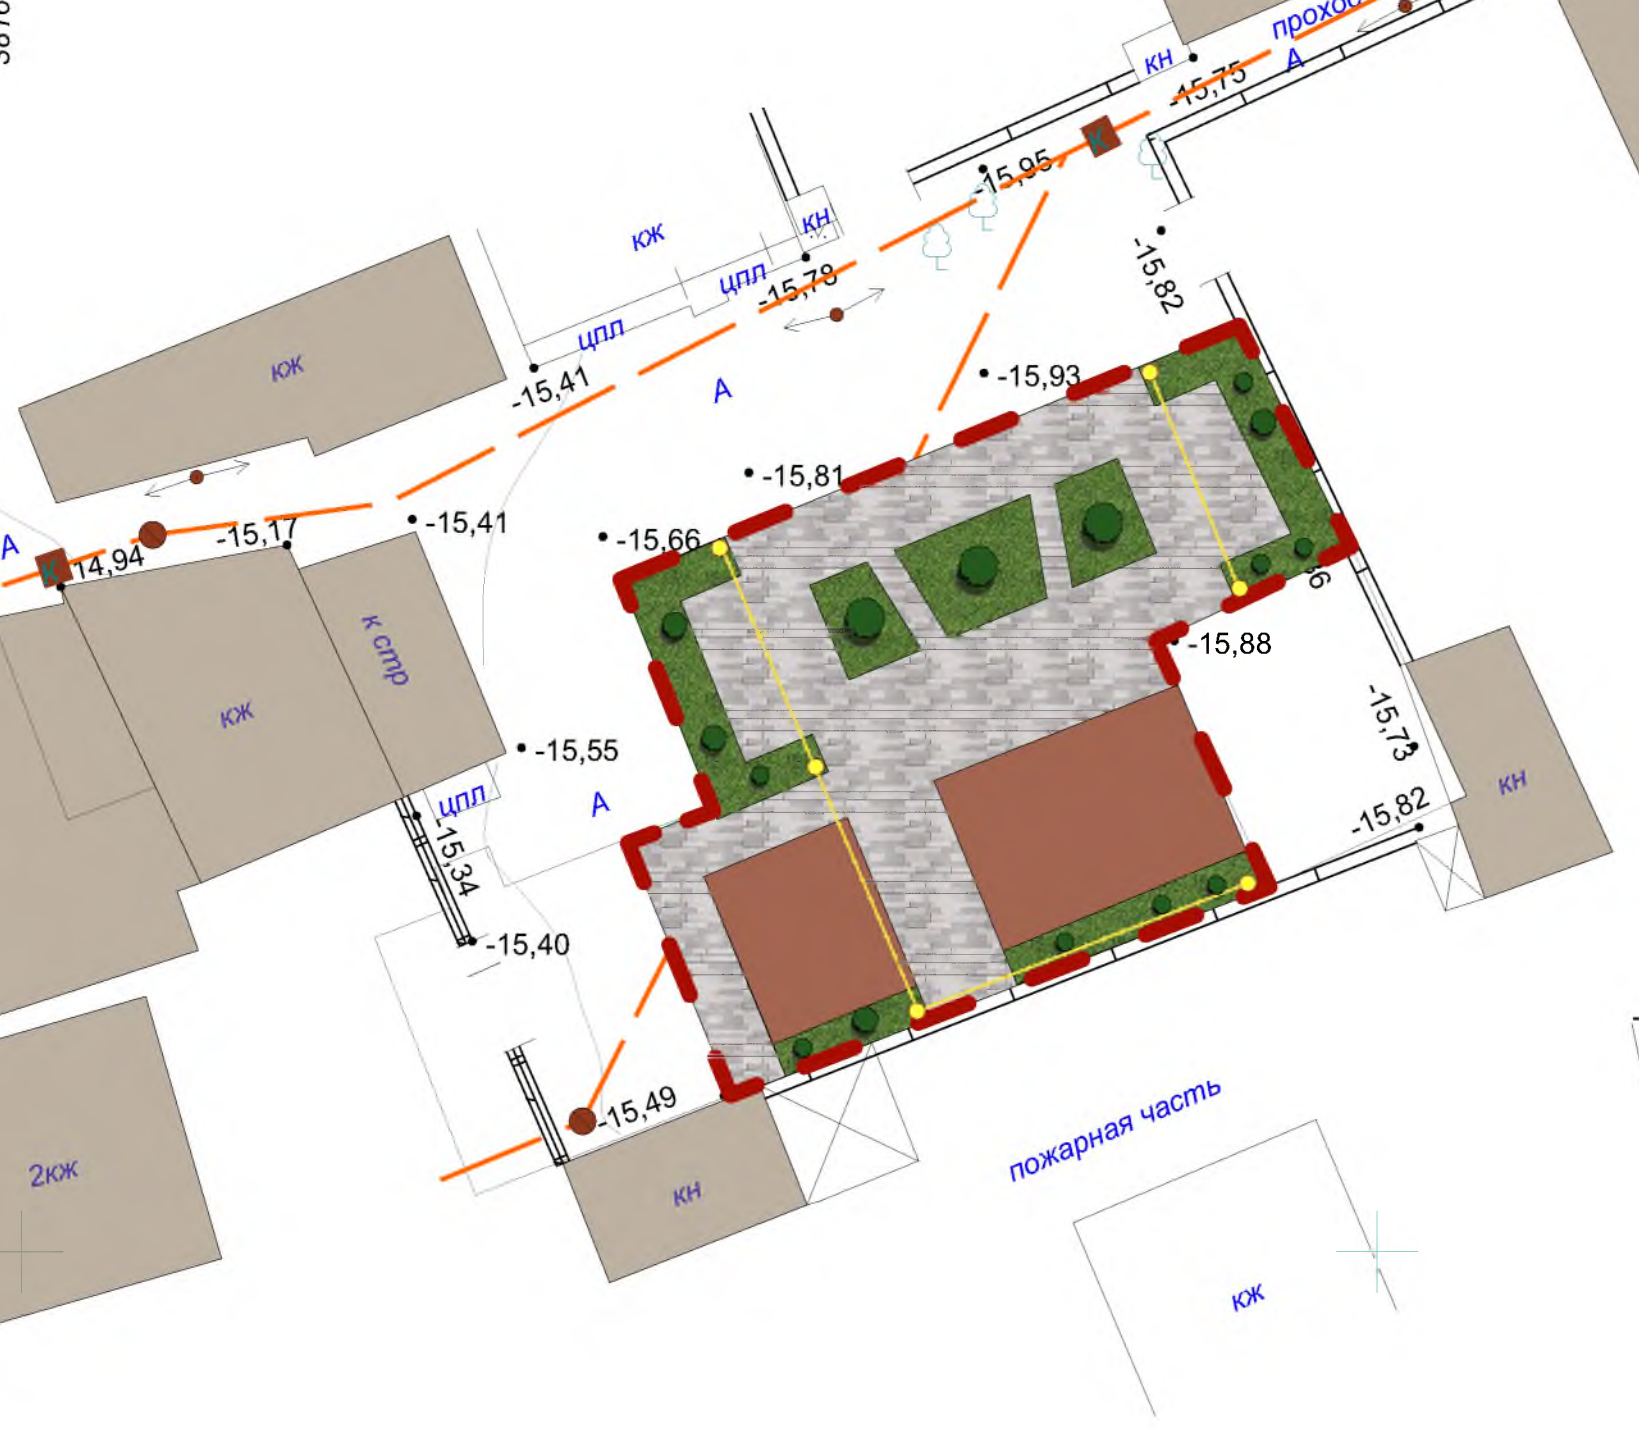 проход
А
кн
-15,75
К
-15,95
кж
кн
цпл
-15,78
-15,82
цпл
кж
-15,41
А
-15,93
-15,81
-15,41
-15,66
-15,17
А
К
14,94
к стр
-15,88
кж
-15,55
-15,73
кн
цпл
А
-15,82
-15,34
-15,40
-15,49
пожарная часть
2кж
кн
кж